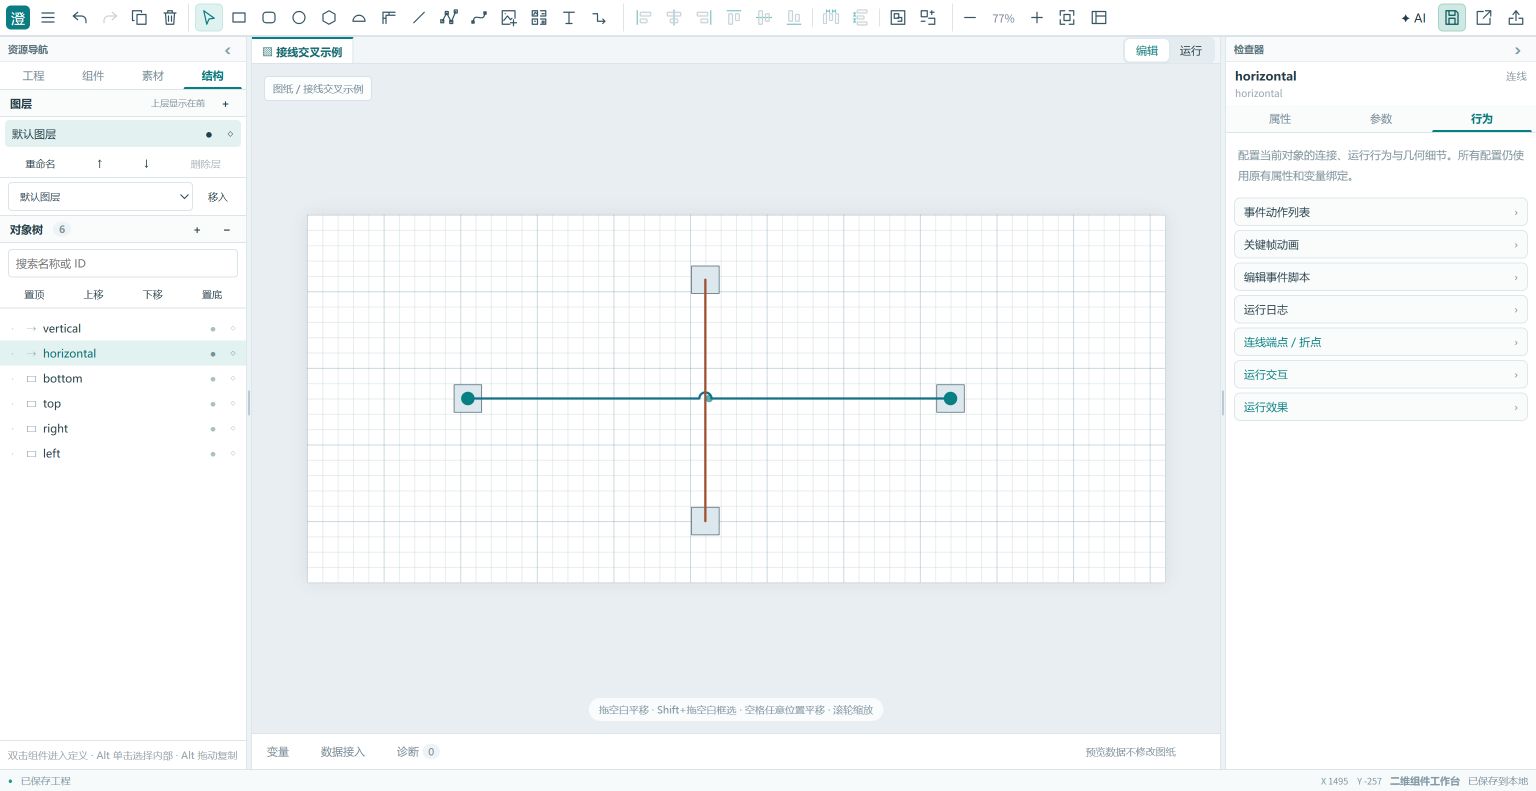 澄
77%
✦ AI
资源导航
接线交叉示例
编辑
运行
检查器
工程
组件
素材
结构
图纸 / 接线交叉示例
horizontal
连线
horizontal
图层
上层显示在前
+
属性
参数
行为
默认图层
重命名
↑
↓
删除层
配置当前对象的连接、运行行为与几何细节。所有配置仍使
用原有属性和变量绑定。
默认图层
移入
事件动作列表
对象树
6
+
−
关键帧动画
搜索名称或 ID
编辑事件脚本
置顶
上移
下移
置底
运行日志
vertical
连线端点 / 折点
horizontal
运行交互
bottom
运行效果
top
right
left
拖空白平移 · Shift+拖空白框选 · 空格任意位置平移 · 滚轮缩放
双击组件进入定义 · Alt 单击选择内部 · Alt 拖动复制
变量
数据接入
诊断
0
预览数据不修改图纸
已保存工程
X 1495
Y -257
二维组件工作台
已保存到本地